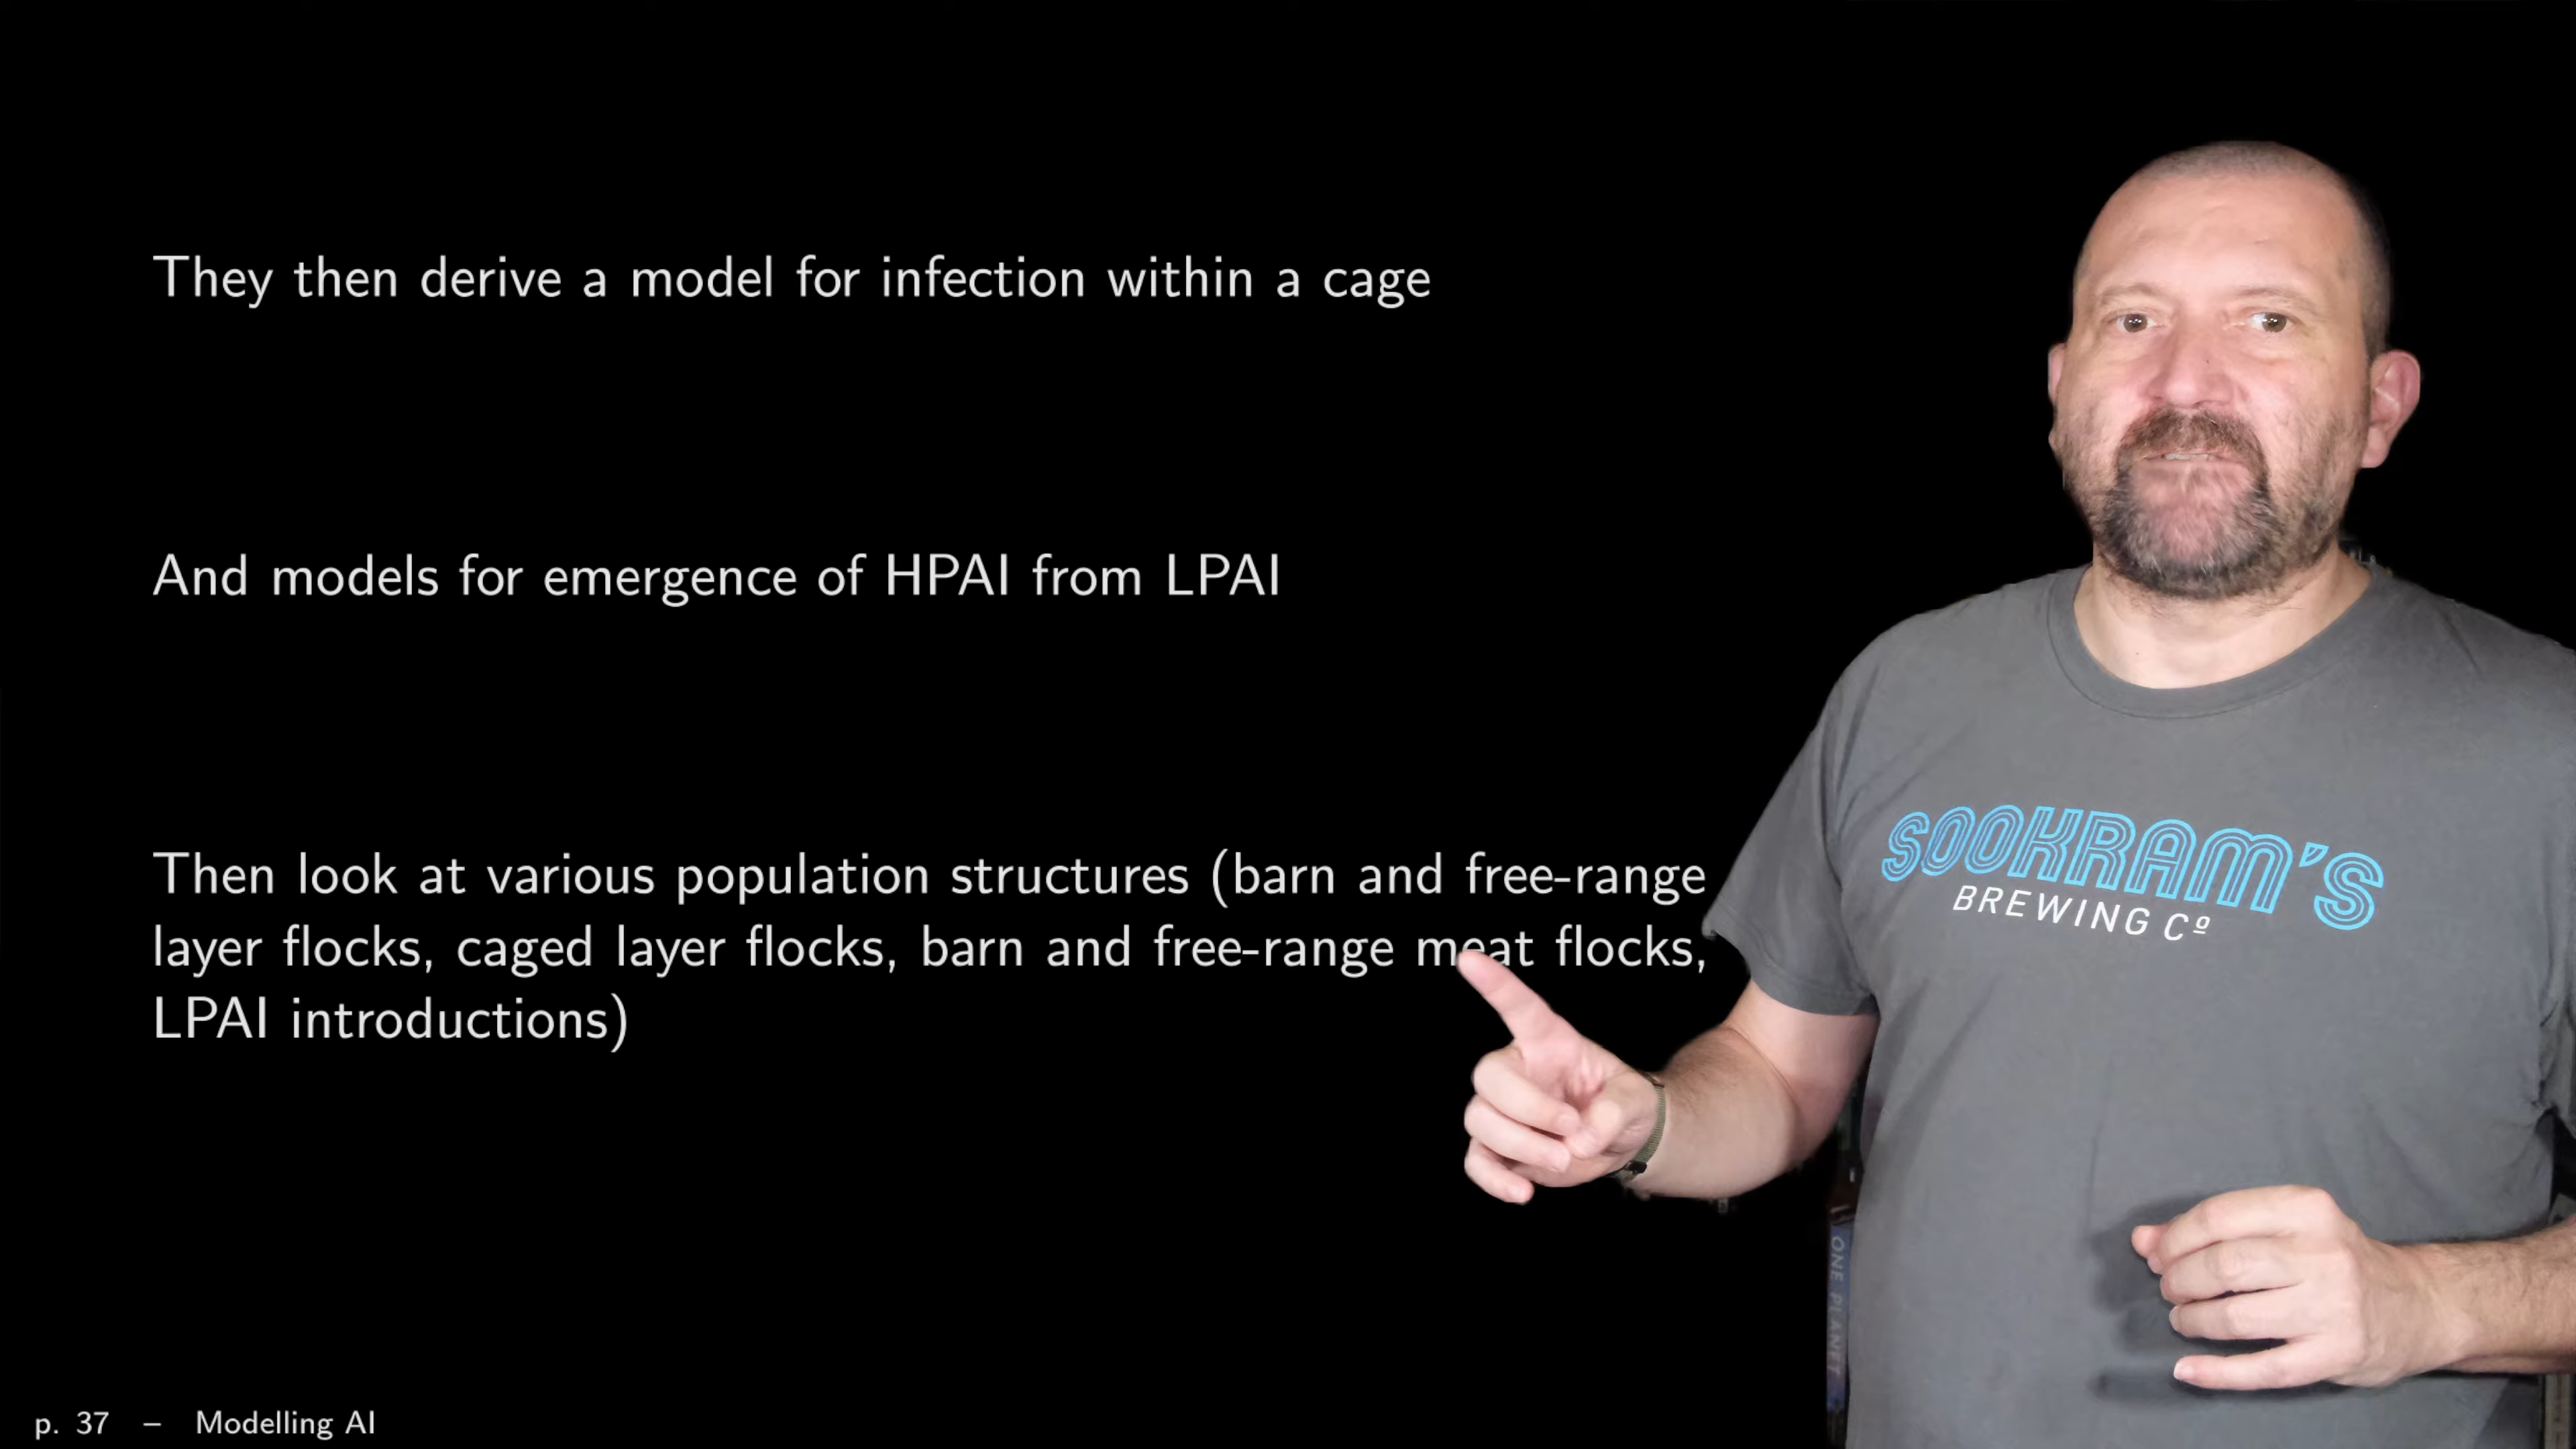 They then derive a model for infection within a cage
And models for emergence of HPAI from LPAI
Then look at various population structures (barn and free-range
layer flocks, caged layer flocks, barn and free-range meat flocks,
LPAI introductions)
SOOKRAM'S
BREWING Cº
ONE PLANET
p. 37 – Modelling AI